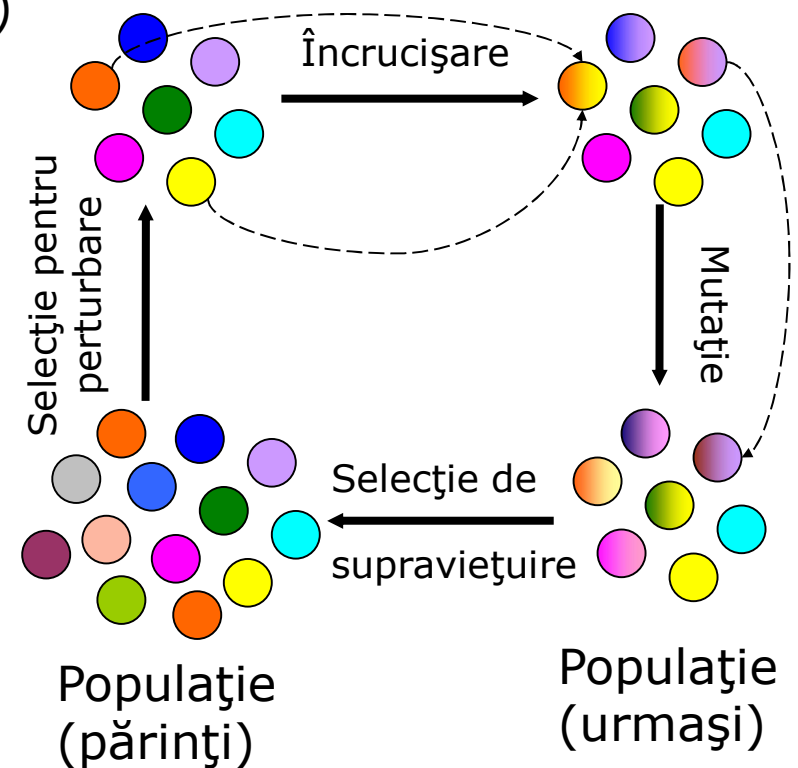 )
Încrucişare
Selecţie pentru
perturbare
Mutaţie
Selecţie de
supravieţuire
Populaţie
(părinţi)
Populaţie
(urmaşi)